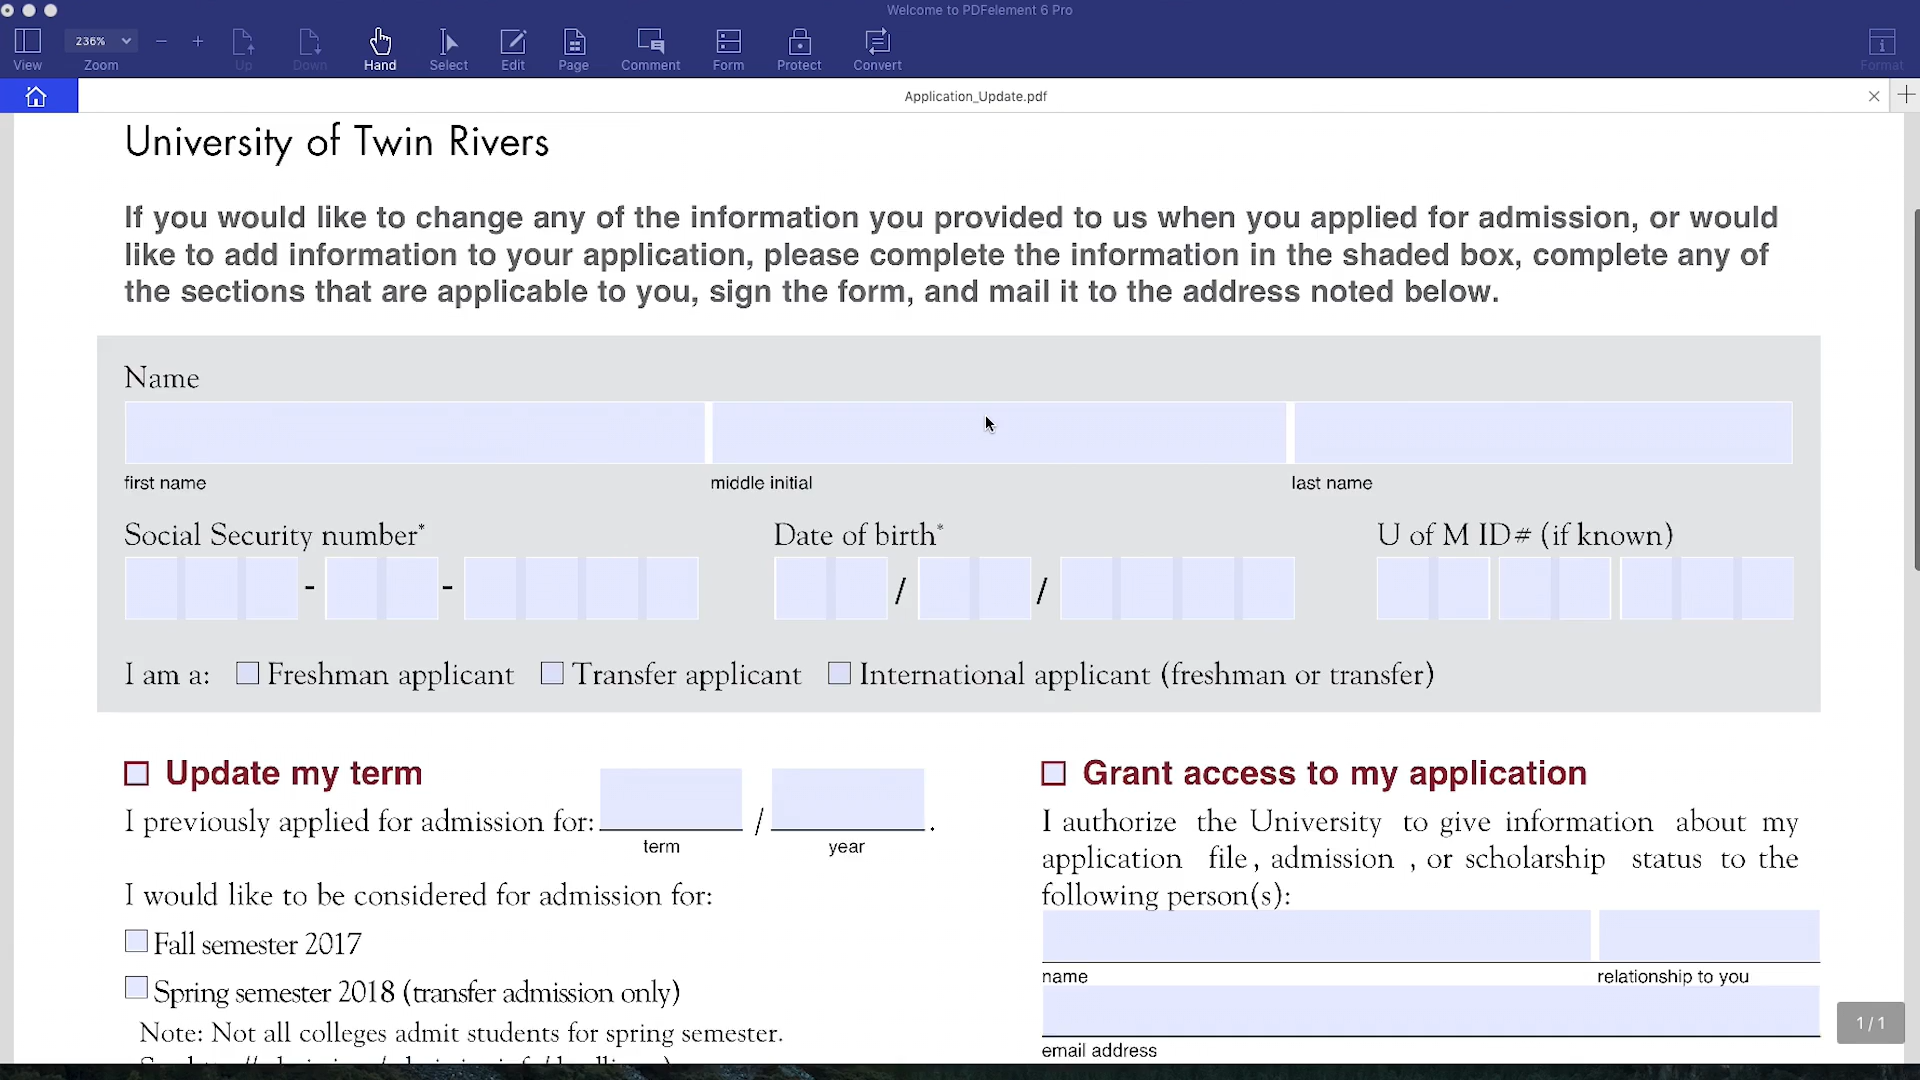 Welcome to PDFelement 6 Pro
236%
View Zoom Up Down Hand Select Edit Page Comment Form Protect Convert Format
Application_Update.pdf
University of Twin Rivers
If you would like to change any of the information you provided to us when you applied for admission, or would
like to add information to your application, please complete the information in the shaded box, complete any of
the sections that are applicable to you, sign the form, and mail it to the address noted below.
Name
first name middle initial last name
Social Security number* Date of birth* U of M ID# (if known)
- - / /
I am a: Freshman applicant Transfer applicant International applicant (freshman or transfer)
Update my term
I previously applied for admission for: / .
term year
I would like to be considered for admission for:
Fall semester 2017
Spring semester 2018 (transfer admission only)
Note: Not all colleges admit students for spring semester.
Grant access to my application
I authorize the University to give information about my
application file, admission , or scholarship status to the
following person(s):
name relationship to you
email address
1 / 1